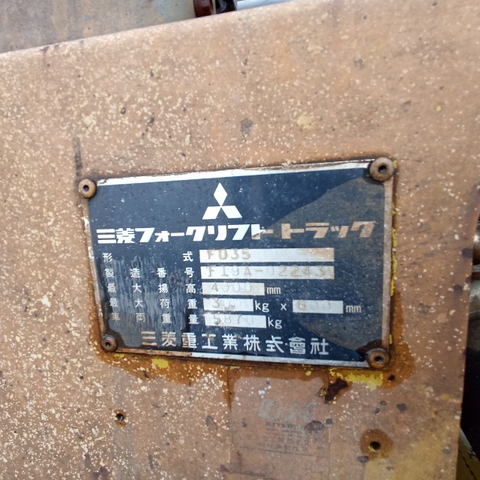 三菱フォークリフトトラック
形 式 FD35
製造番号 F19A-02243
最大揚高 4000 mm
最大荷重 kg x 600 mm
車両重量 kg
三菱重工業株式會社